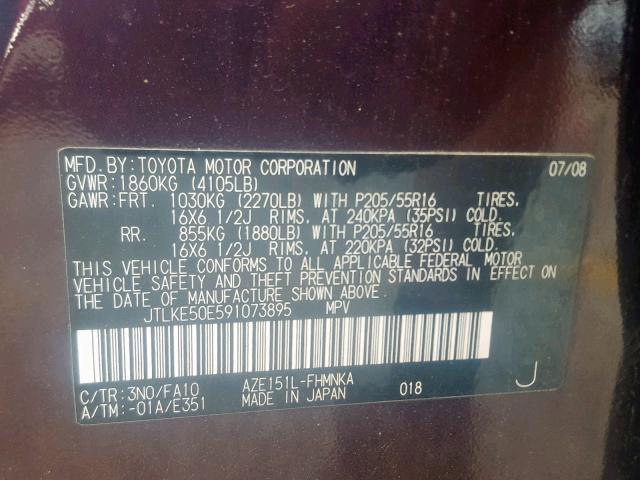 MFD. BY: TOYOTA MOTOR CORPORATION 07/08
GVWR: 1860KG (4105LB)
GAWR: FRT. 1030KG (2270LB) WITH P205/55R16 TIRES.
16X6 1/2J RIMS. AT 240KPA (35PSI) COLD.
RR. 855KG (1880LB) WITH P205/55R16 TIRES.
16X6 1/2J RIMS. AT 220KPA (32PSI) COLD.
THIS VEHICLE CONFORMS TO ALL APPLICABLE FEDERAL MOTOR
VEHICLE SAFETY AND THEFT PREVENTION STANDARDS IN EFFECT ON
THE DATE OF MANUFACTURE SHOWN ABOVE.
JTLKE50E591073895 MPV
C/TR: 3N0/FA10 AZE151L-FHMNKA 018 J
A/TM: -01A/E351 MADE IN JAPAN